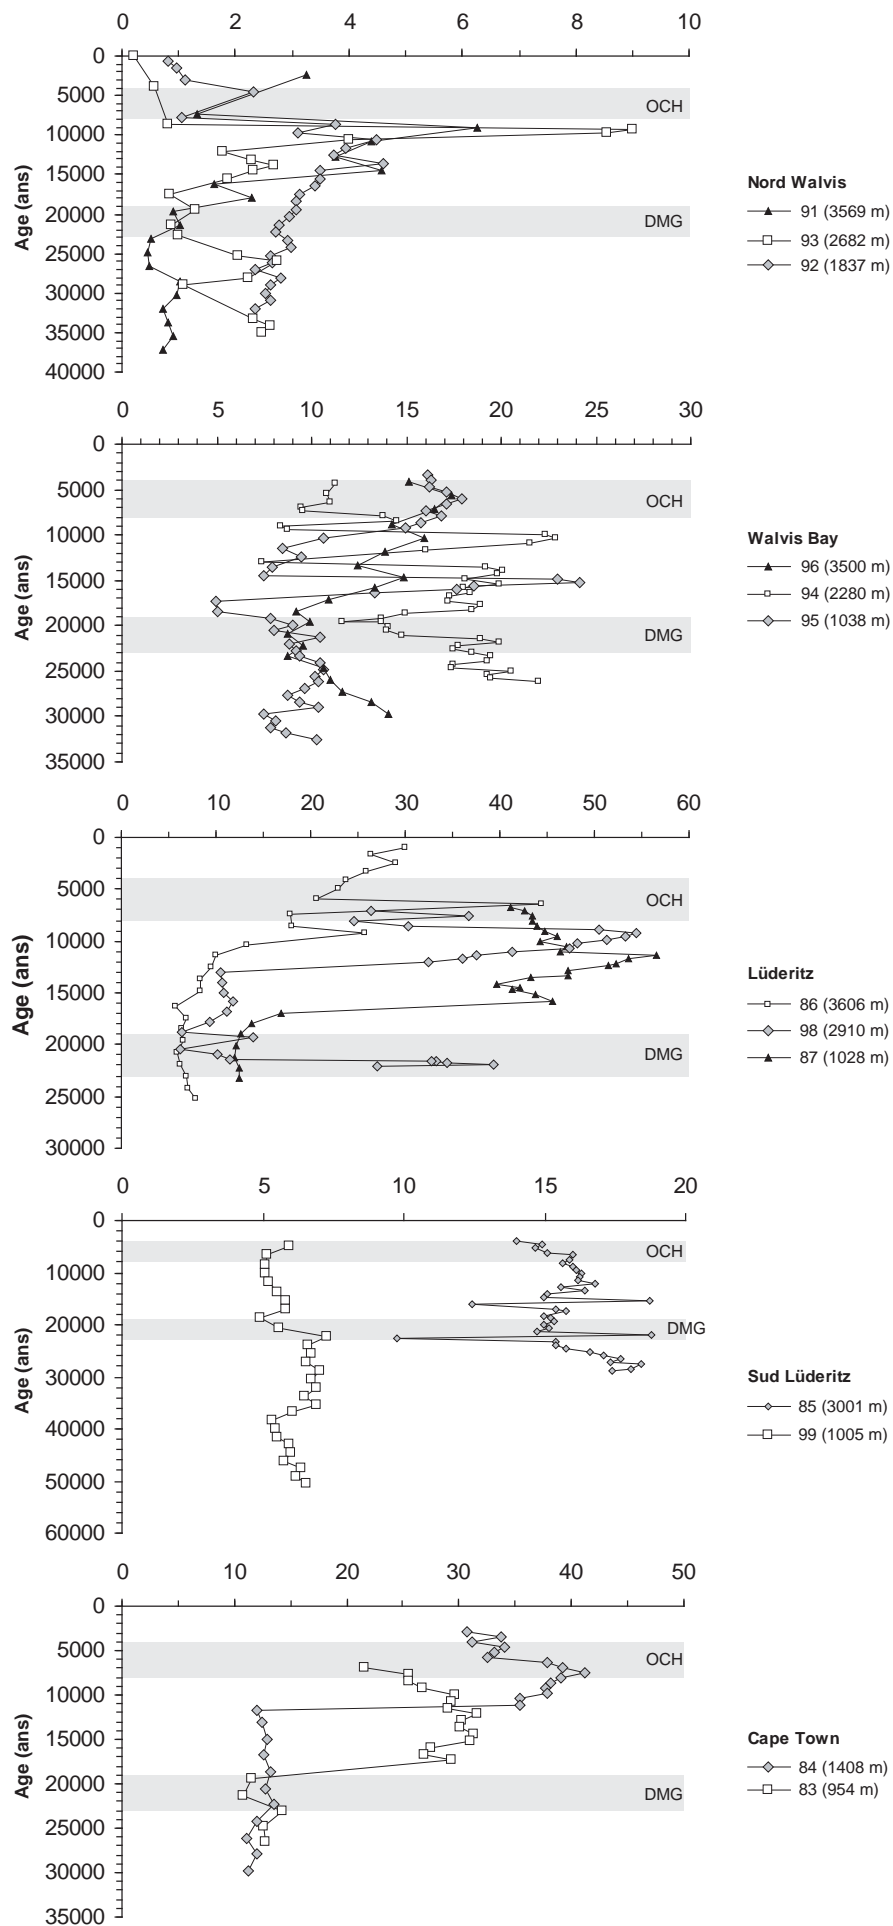 0 2 4 6 8 10
0
5000
10000
15000
20000
25000
30000
35000
40000
Age (ans)
OCH
DMG
Nord Walvis
91 (3569 m)
93 (2682 m)
92 (1837 m)
0 5 10 15 20 25 30
0
5000
10000
15000
20000
25000
30000
35000
Age (ans)
OCH
DMG
Walvis Bay
96 (3500 m)
94 (2280 m)
95 (1038 m)
0 10 20 30 40 50 60
0
5000
10000
15000
20000
25000
30000
Age (ans)
OCH
DMG
Lüderitz
86 (3606 m)
98 (2910 m)
87 (1028 m)
0 5 10 15 20
0
10000
20000
30000
40000
50000
60000
Age (ans)
OCH
DMG
Sud Lüderitz
85 (3001 m)
99 (1005 m)
0 10 20 30 40 50
0
5000
10000
15000
20000
25000
30000
35000
Age (ans)
OCH
DMG
Cape Town
84 (1408 m)
83 (954 m)